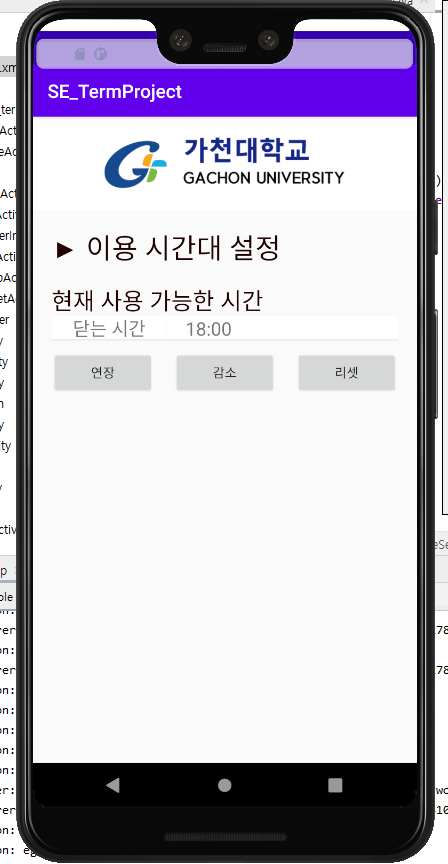 SE_TermProject
가천대학교
GACHON UNIVERSITY
► 이용 시간대 설정
현재 사용 가능한 시간
닫는 시간 18:00
연장 감소 리셋